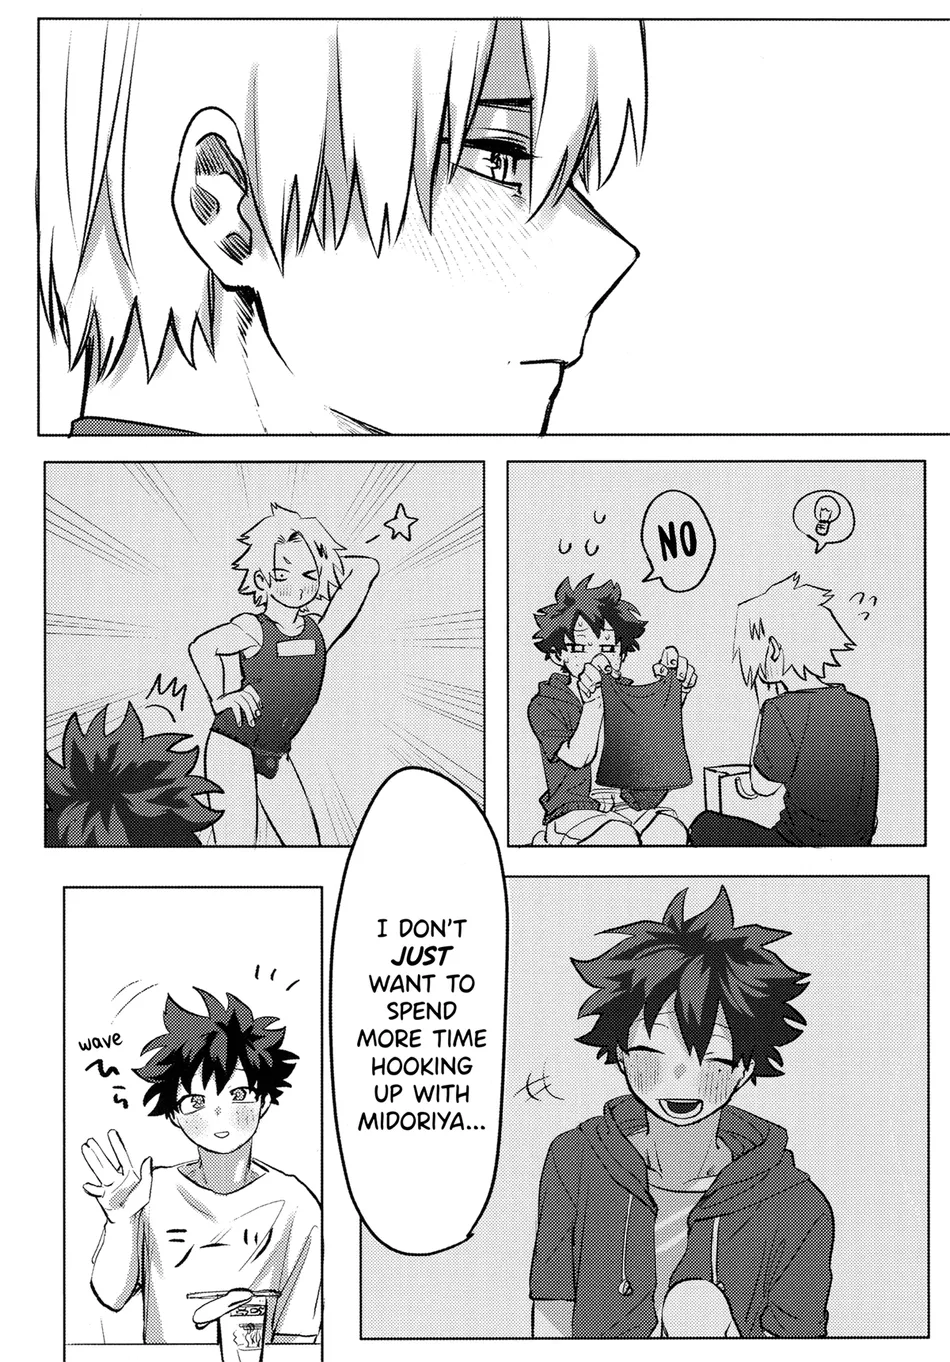 NO
I DON'T
JUST
WANT TO
SPEND
MORE TIME
HOOKING
UP WITH
MIDORIYA...
wave